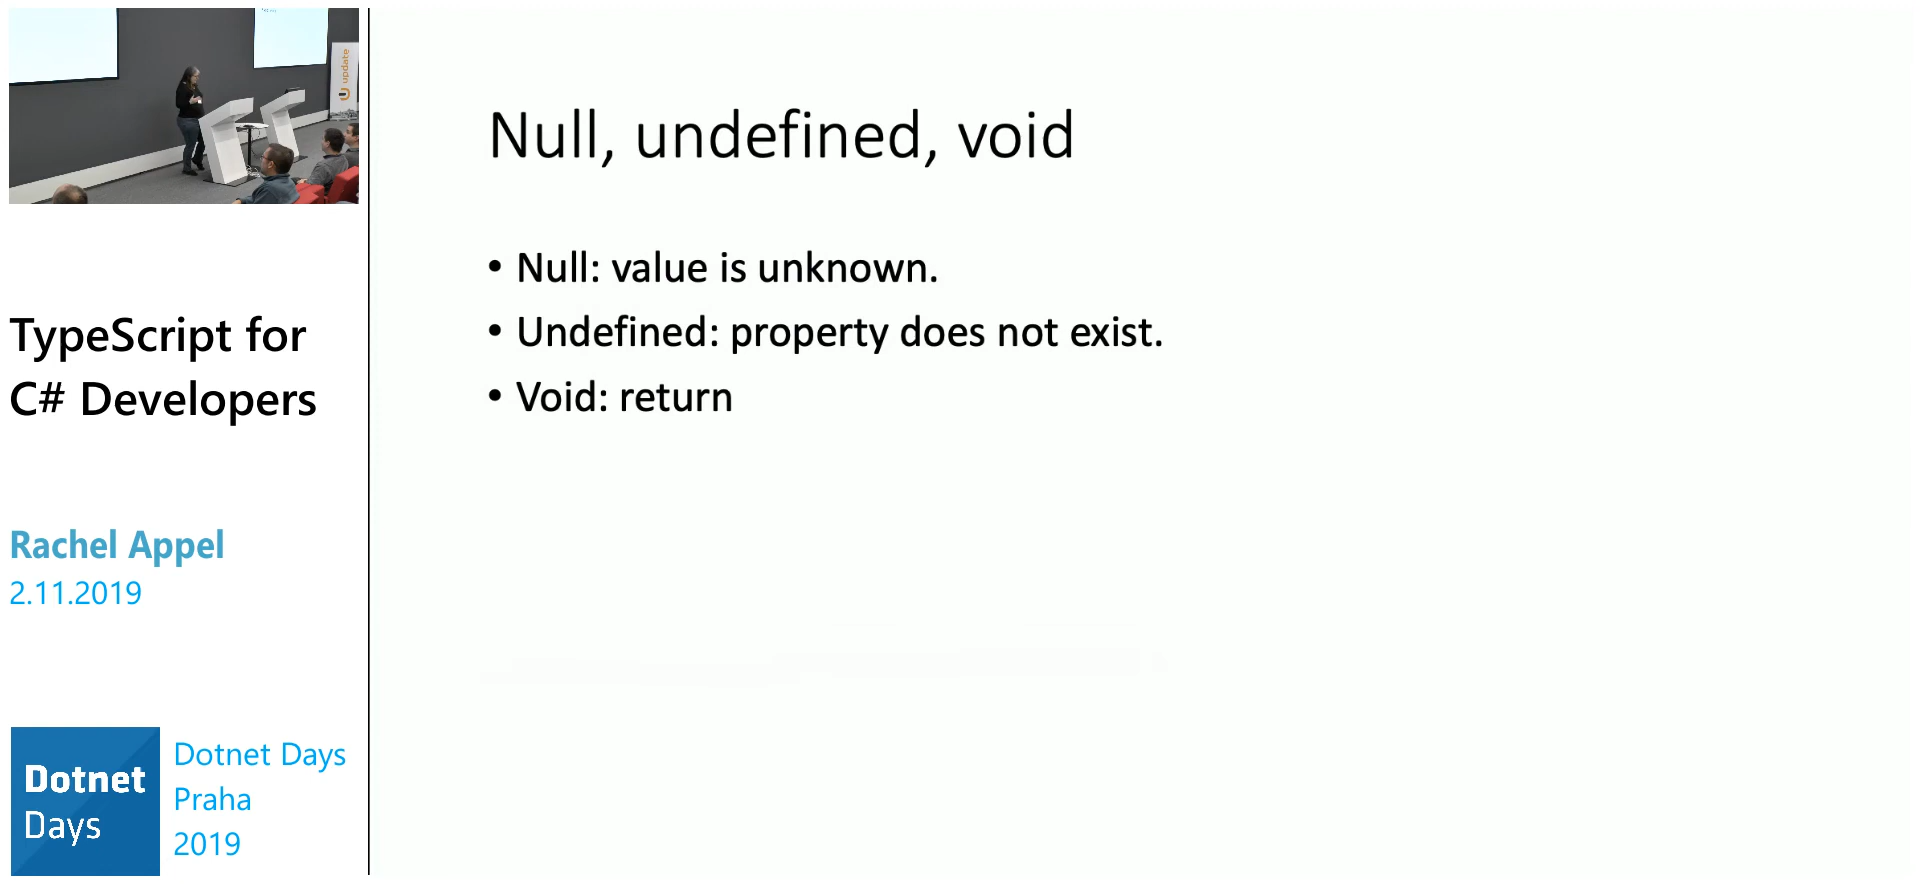 update
TypeScript for
C# Developers
Rachel Appel
2.11.2019
Dotnet
Days
Dotnet Days
Praha
2019
Null, undefined, void
• Null: value is unknown.
• Undefined: property does not exist.
• Void: return